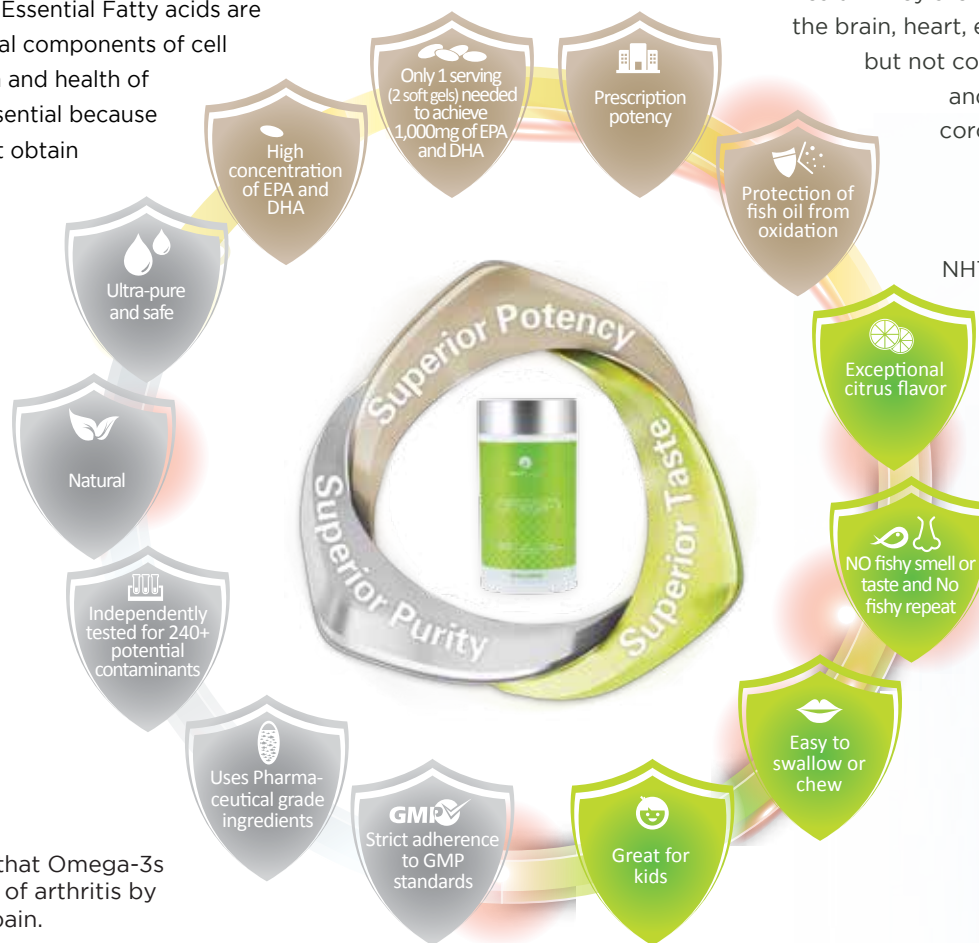 Essential Fatty acids are
al components of cell
and health of
sential because
t obtain
the brain, heart, e
but not co
and
core
NHT
Only 1 serving
(2 soft gels) needed
to achieve
1,000mg of EPA
and DHA
Prescription
potency
High
concentration
of EPA and
DHA
Protection of
fish oil from
oxidation
Ultra-pure
and safe
Exceptional
citrus flavor
Natural
NO fishy smell or
taste and No
fishy repeat
Independently
tested for 240+
potential
contaminants
Easy to
swallow or
chew
Uses Pharma-
ceutical grade
ingredients
GMP
Strict adherence
to GMP
standards
Great for
kids
Superior Potency
Superior Taste
Superior Purity
that Omega-3s
of arthritis by
pain.